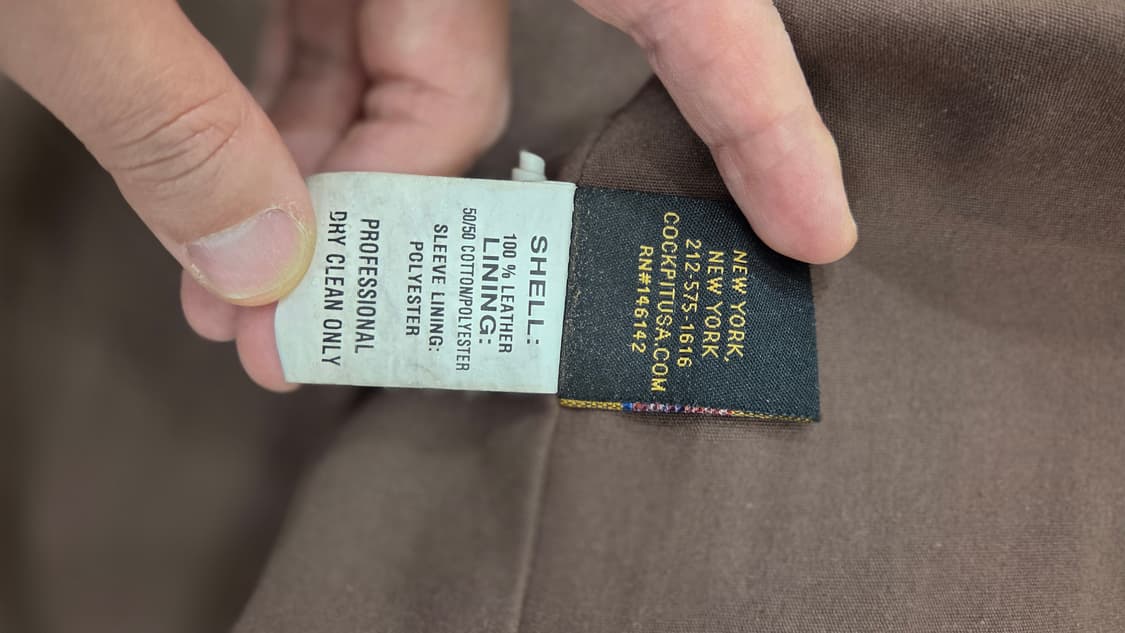 SHELL:
100 % LEATHER
LINING:
50/50 COTTON/POLYESTER
SLEEVE LINING:
POLYESTER
PROFESSIONAL
DRY CLEAN ONLY
NEW YORK,
NEW YORK
212-575-1616
COCKPITUSA.COM
RN#146142